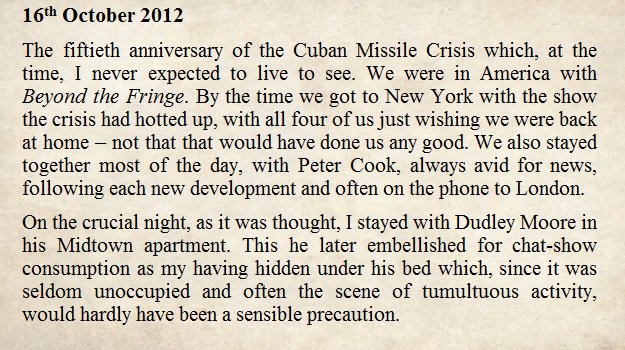 16th October 2012
The fiftieth anniversary of the Cuban Missile Crisis which, at the
time, I never expected to live to see. We were in America with
Beyond the Fringe. By the time we got to New York with the show
the crisis had hotted up, with all four of us just wishing we were back
at home – not that that would have done us any good. We also stayed
together most of the day, with Peter Cook, always avid for news,
following each new development and often on the phone to London.
On the crucial night, as it was thought, I stayed with Dudley Moore in
his Midtown apartment. This he later embellished for chat-show
consumption as my having hidden under his bed which, since it was
seldom unoccupied and often the scene of tumultuous activity,
would hardly have been a sensible precaution.